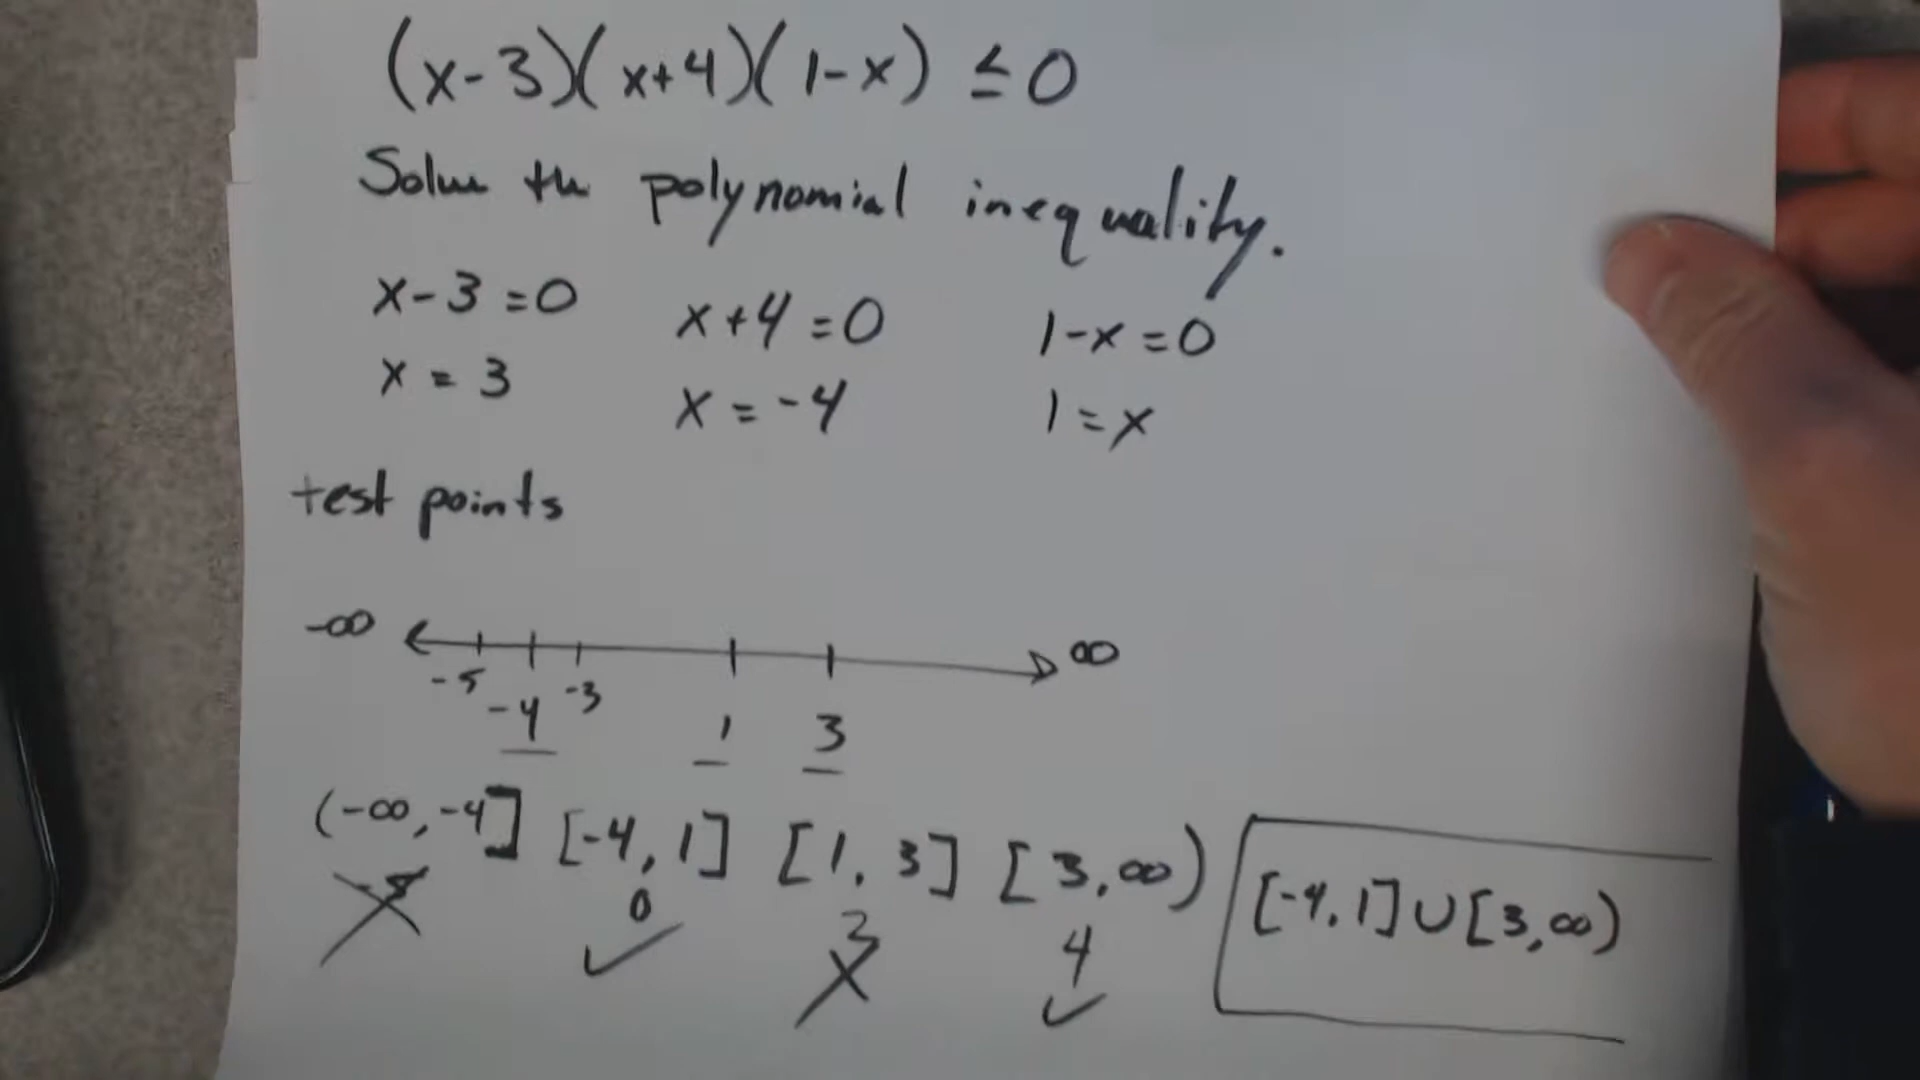 (x-3)(x+4)(1-x) ≤ 0
Solve the polynomial inequality.
x-3=0 x+4=0 1-x=0
x=3 x=-4 1=x
test points
-∞ ∞
-5 -4 -3 1 3
(-∞,-4] [-4,1] [1,3] [3,∞) [-4,1]∪[3,∞)
0 2 4